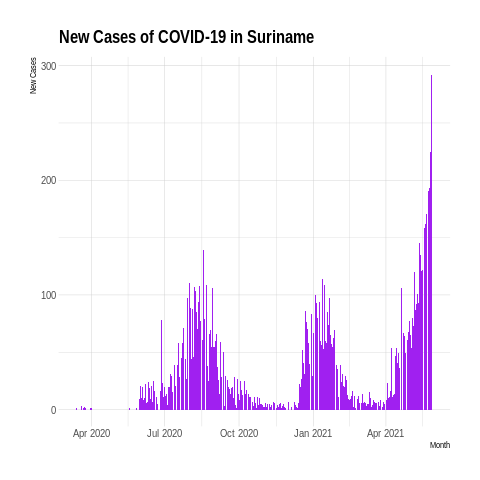 New Cases of COVID-19 in Suriname
New Cases
300
200
100
0
Apr 2020 Jul 2020 Oct 2020 Jan 2021 Apr 2021
Month